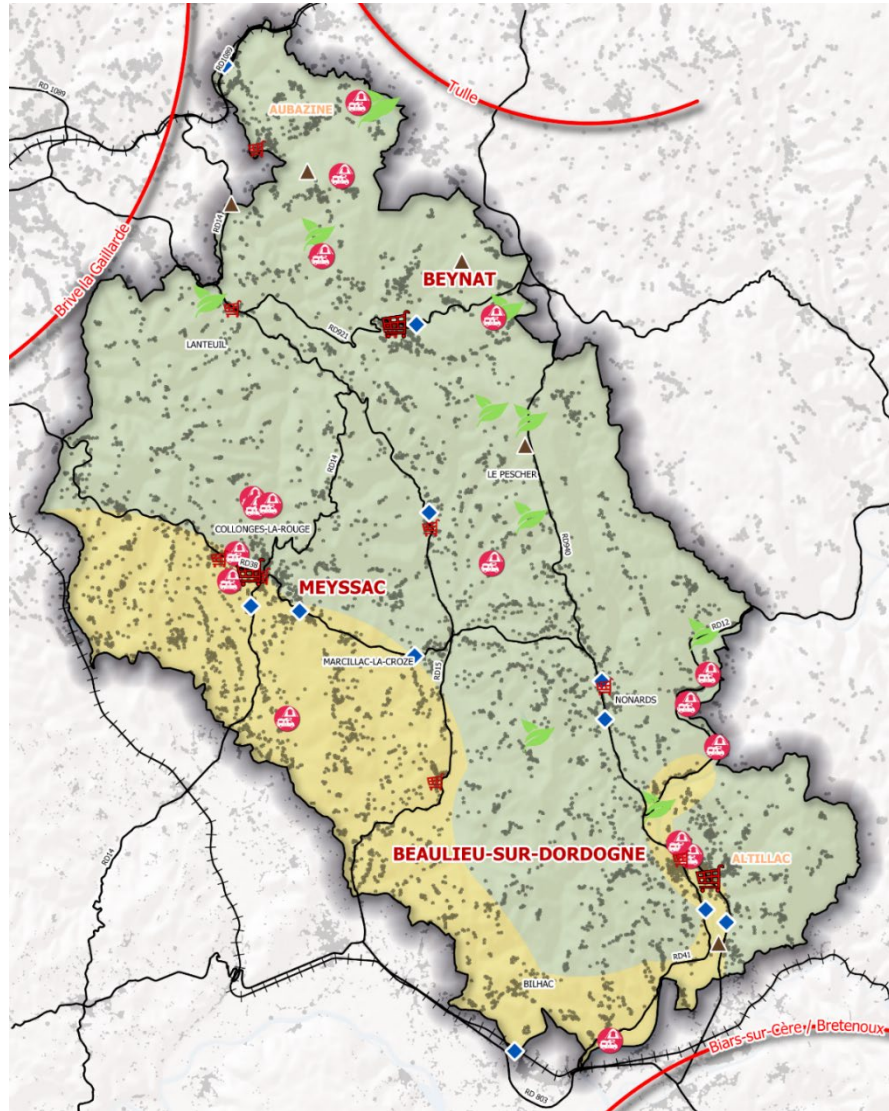 RD1089
RD 1089
Tulle
AUBAZINE
RD14
Brive la Gaillarde
BEYNAT
RD921
LANTEUIL
RD14
LE PESCHER
COLLONGES-LA-ROUGE
RD940
RD38
MEYSSAC
RD12
MARCILLAC-LA-CROZE
RD15
NONARDS
BEAULIEU-SUR-DORDOGNE
ALTILLAC
RD14
RD41
BILHAC
Biars-sur-Cère / Bretenoux
RD 803